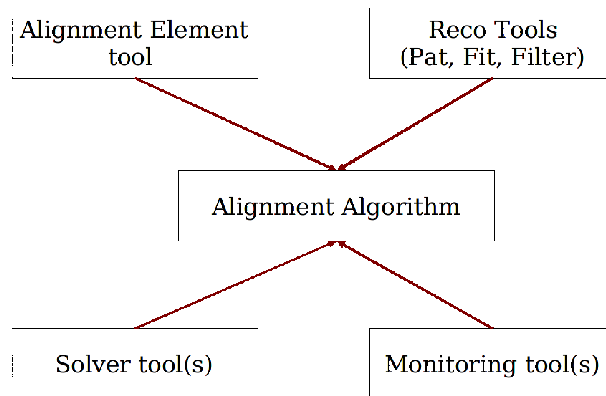 Alignment Element
tool
Reco Tools
(Pat, Fit, Filter)
Alignment Algorithm
Solver tool(s)
Monitoring tool(s)